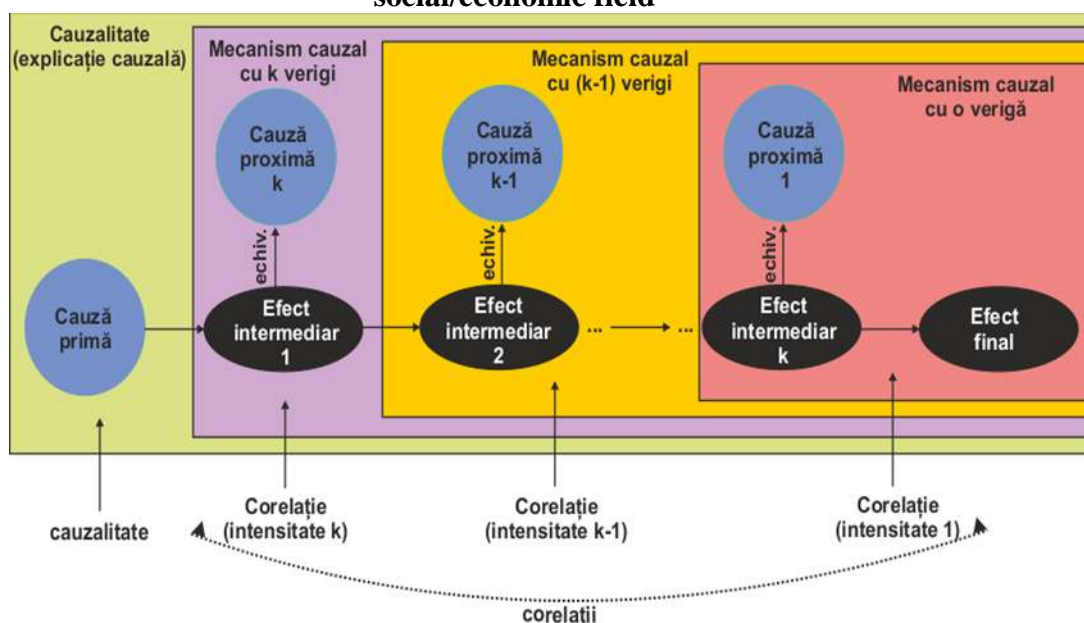 social/economic field
Cauzalitate
(explicație cauzală)
Mecanism cauzal
cu k verigi
Mecanism cauzal
cu (k-1) verigi
Mecanism cauzal
cu o verigă
Cauză
proximă
k
Cauză
proximă
k-1
Cauză
proximă
1
echiv.
echiv.
echiv.
Cauză
primă
Efect
intermediar
1
Efect
intermediar
2
...
...
Efect
intermediar
k
Efect
final
cauzalitate
Corelație
(intensitate k)
Corelație
(intensitate k-1)
Corelație
(intensitate 1)
corelatii